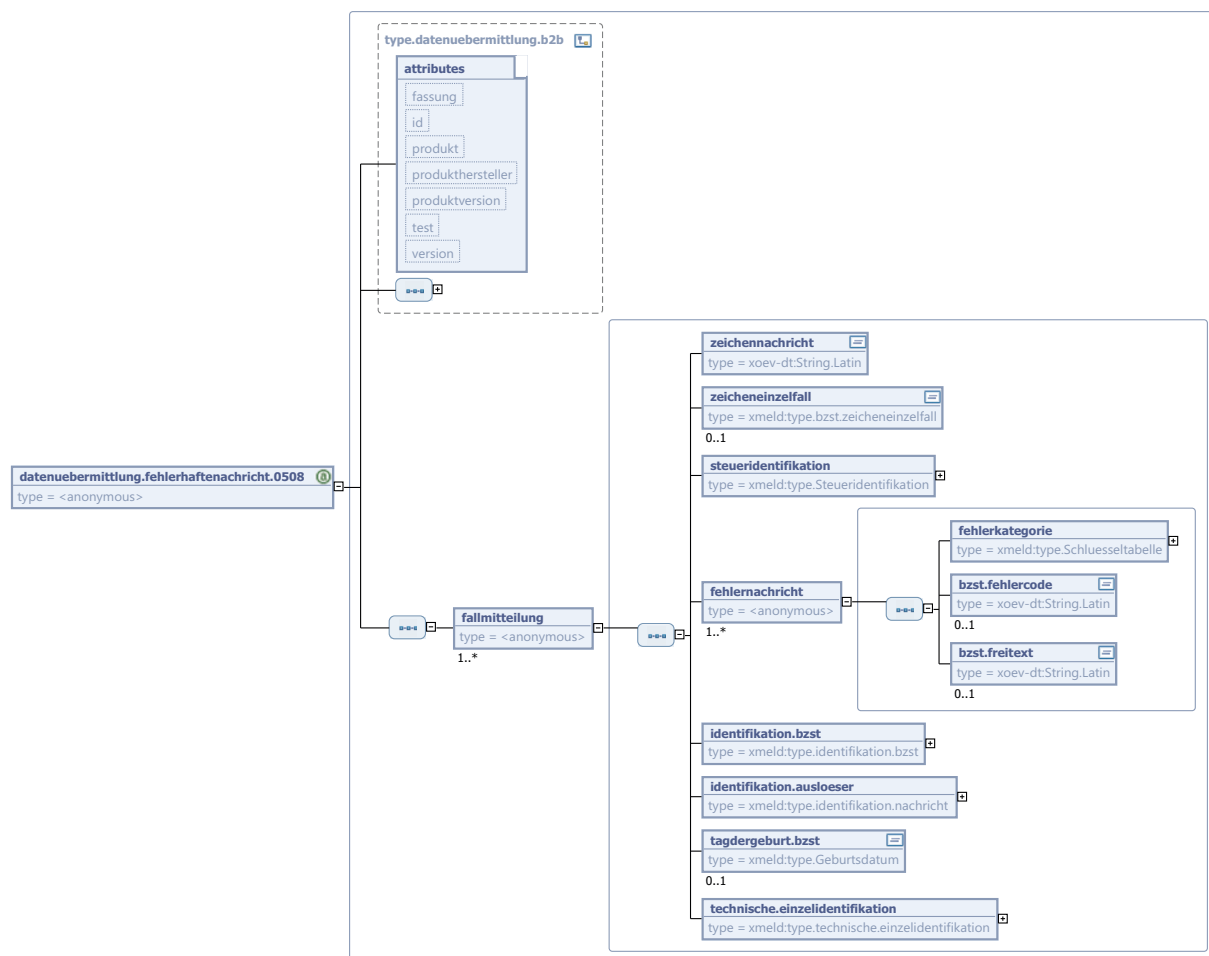 type.datenuebermittlung.b2b
attributes
fassung
id
produkt
produkthersteller
produktversion
test
version
datenuebermittlung.fehlerhaftenachricht.0508
type = <anonymous>
fallmitteilung
type = <anonymous>
1..*
zeichennachricht
type = xoev-dt:String.Latin
zeicheneinzelfall
type = xmeld:type.bzst.zeicheneinzelfall
0..1
steueridentifikation
type = xmeld:type.Steueridentifikation
fehlernachricht
type = <anonymous>
1..*
fehlerkategorie
type = xmeld:type.Schluesseltabelle
bzst.fehlercode
type = xoev-dt:String.Latin
0..1
bzst.freitext
type = xoev-dt:String.Latin
0..1
identifikation.bzst
type = xmeld:type.identifikation.bzst
identifikation.ausloeser
type = xmeld:type.identifikation.nachricht
tagdergeburt.bzst
type = xmeld:type.Geburtsdatum
0..1
technische.einzelidentifikation
type = xmeld:type.technische.einzelidentifikation